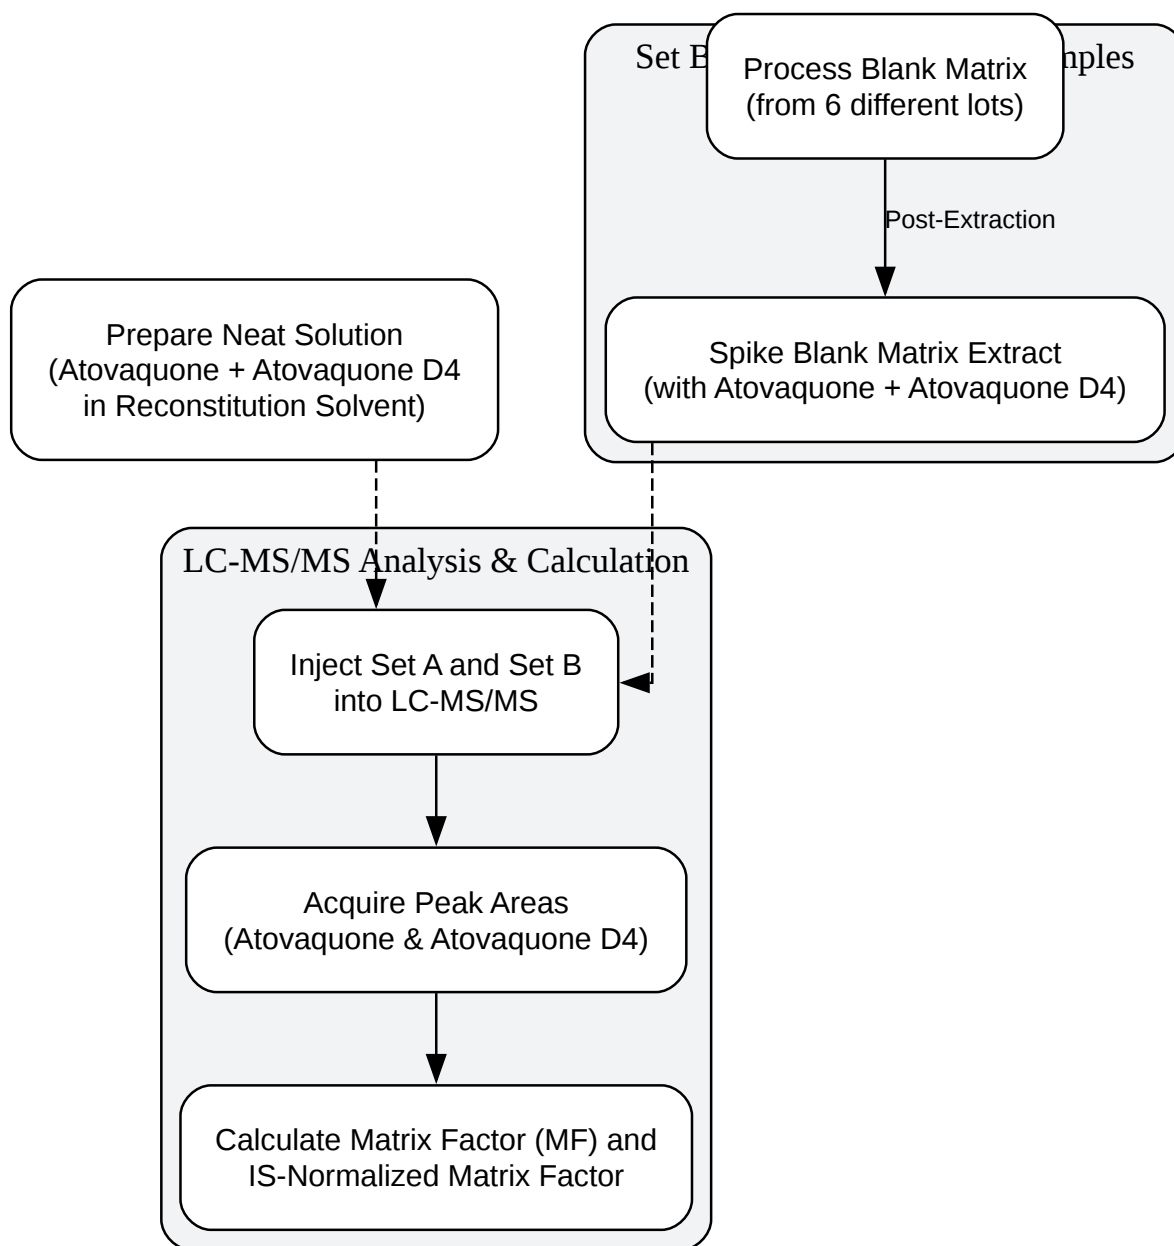 Set B
mples
Process Blank Matrix
(from 6 different lots)
Post-Extraction
Spike Blank Matrix Extract
(with Atovaquone + Atovaquone D4)
Prepare Neat Solution
(Atovaquone + Atovaquone D4
in Reconstitution Solvent)
LC-MS/MS Analysis & Calculation
Inject Set A and Set B
into LC-MS/MS
Acquire Peak Areas
(Atovaquone & Atovaquone D4)
Calculate Matrix Factor (MF) and
IS-Normalized Matrix Factor